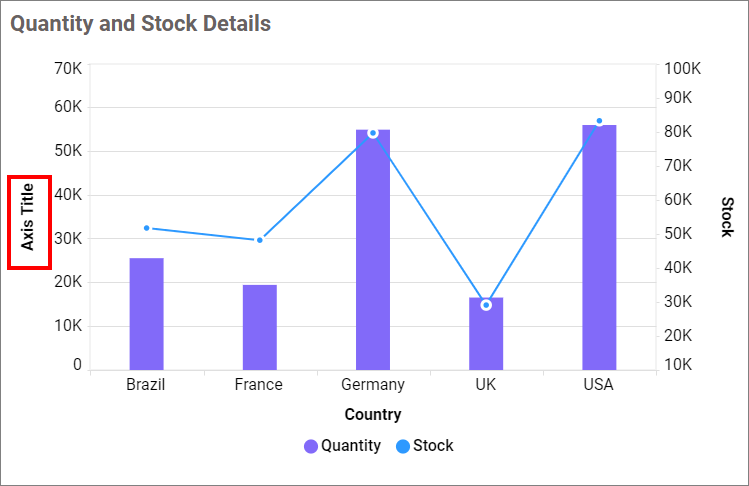 Quantity and Stock Details
70K
60K
50K
40K
30K
20K
10K
0
Axis Title
100K
90K
80K
70K
60K
50K
40K
30K
20K
10K
Stock
Brazil France Germany UK USA
Country
Quantity Stock